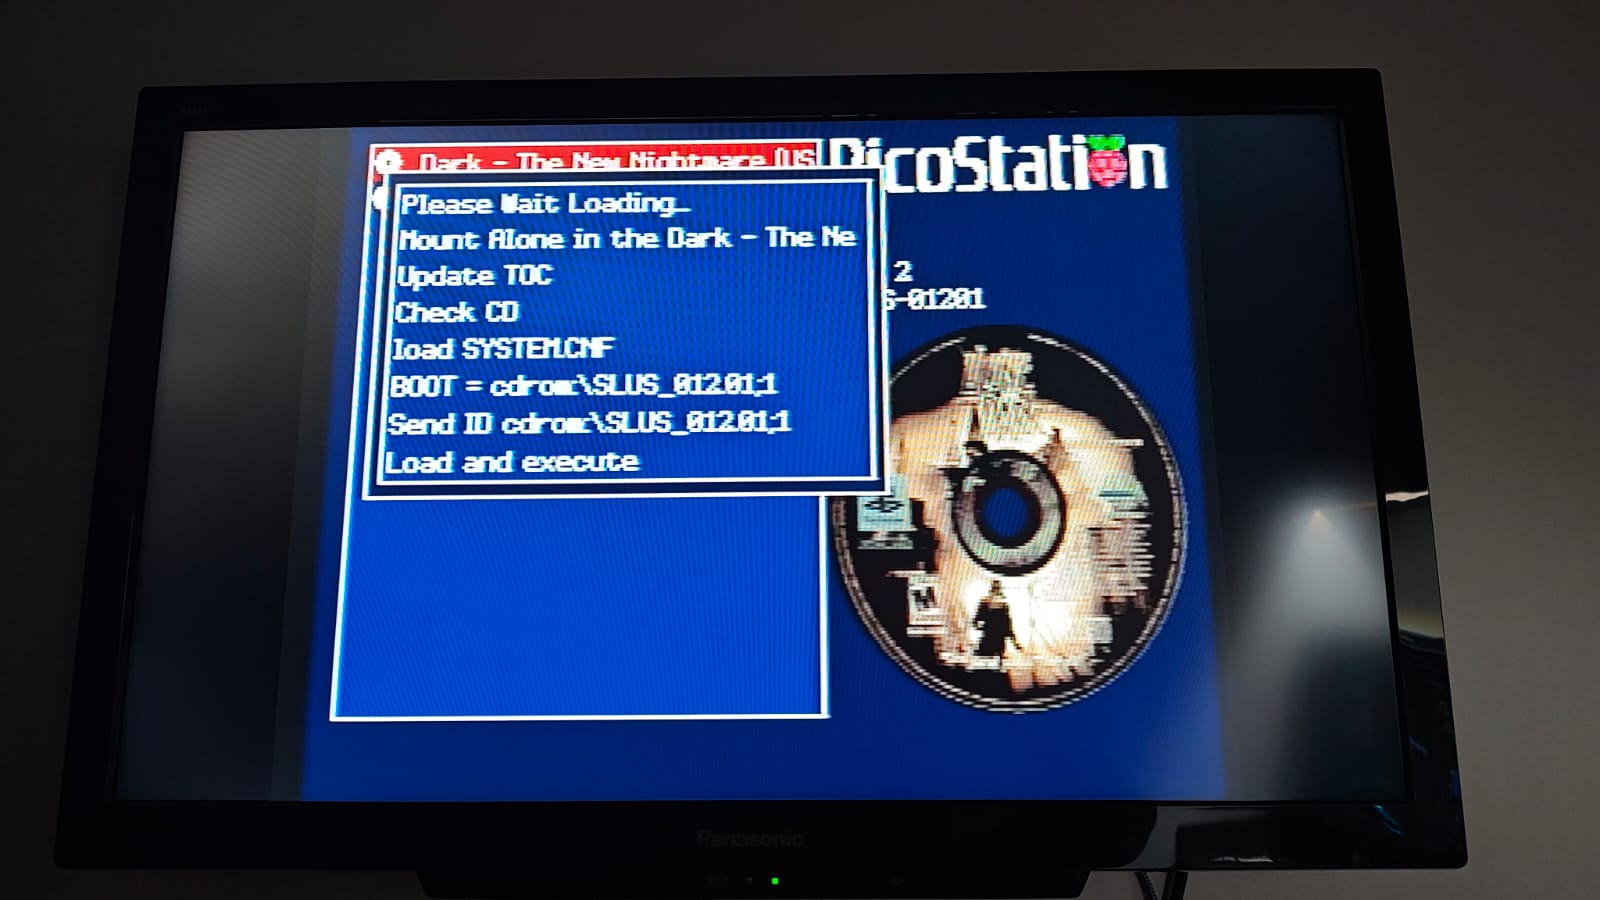 Dark - The New Nightmare (US
PicoStation
Please Wait Loading...
Mount Alone in the Dark - The Ne
Update TOC
Check CD
load SYSTEM.CNF
BOOT = cdrom:\SLUS_012.01;1
Send ID cdrom:\SLUS_012.01;1
Load and execute
2
S-01201
M
Panasonic